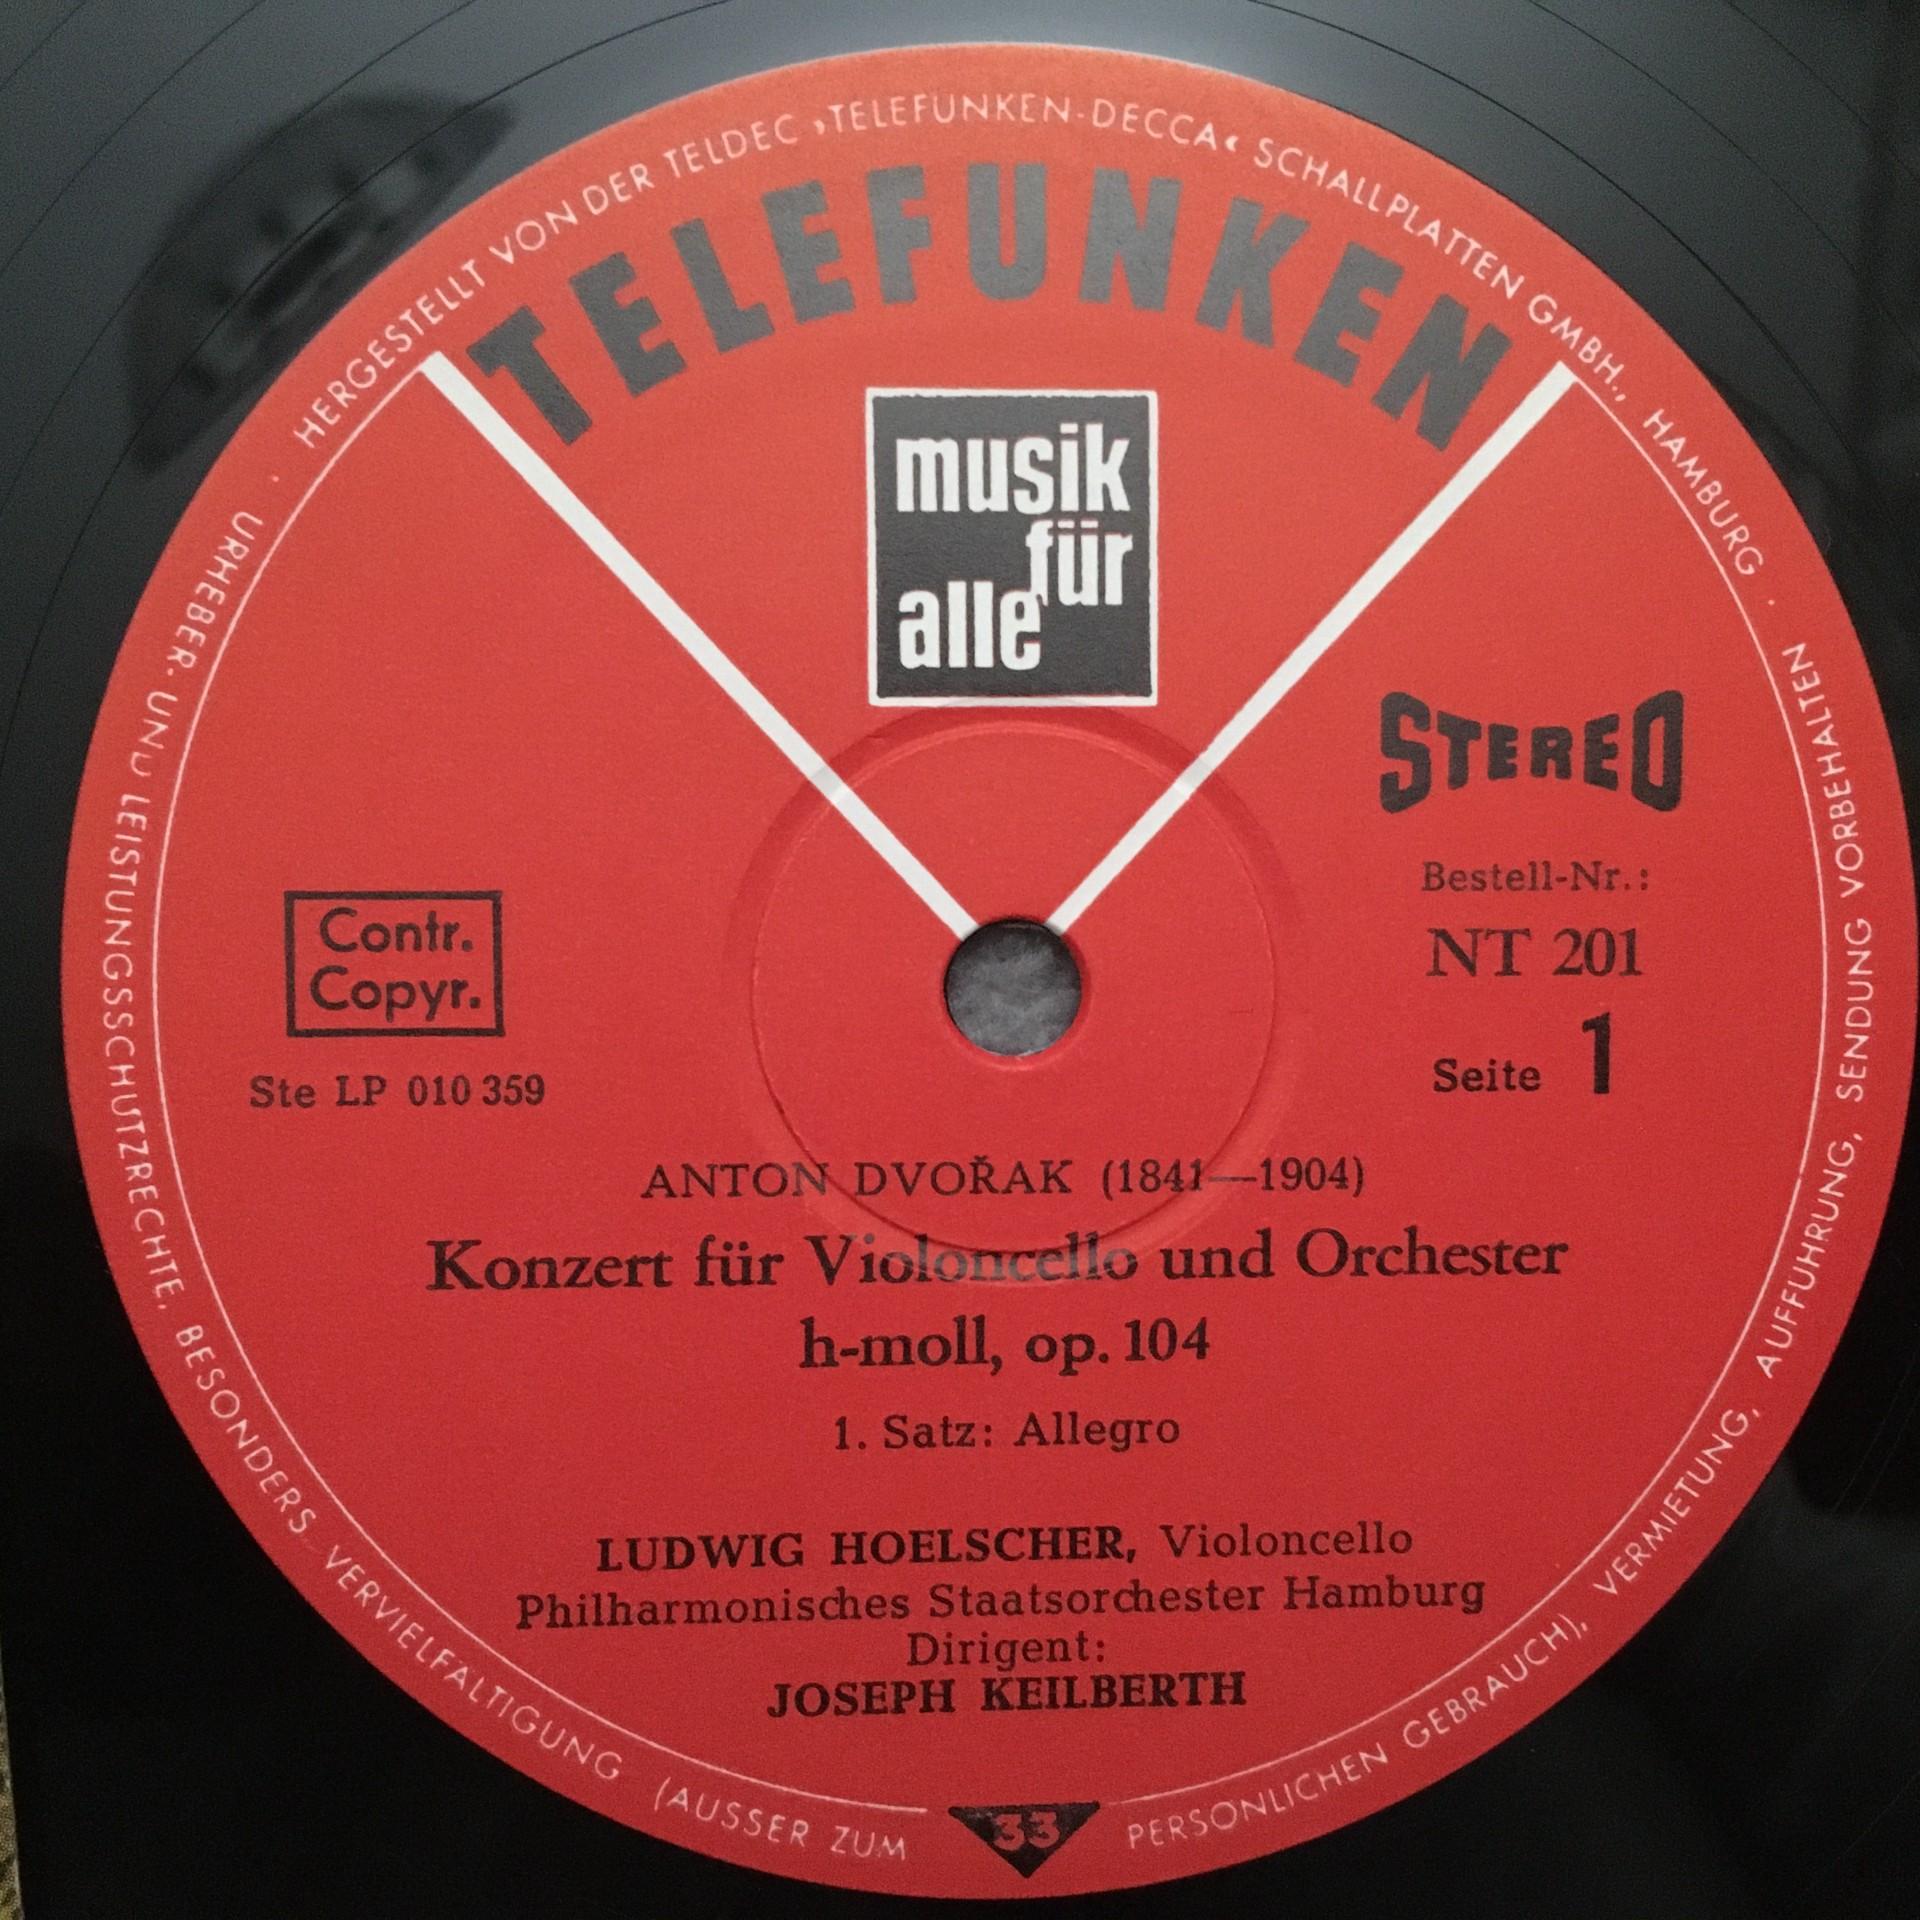 HERGESTELLT VON DER TELDEC ›TELEFUNKEN-DECCA‹ SCHALLPLATTEN GMBH., HAMBURG ·
TELEFUNKEN
musik
für
alle
STEREO
Bestell-Nr.:
NT 201
Seite 1
Contr.
Copyr.
Ste LP 010 359
ANTON DVOŘAK (1841—1904)
Konzert für Violoncello und Orchester
h-moll, op. 104
1. Satz: Allegro
LUDWIG HOELSCHER, Violoncello
Philharmonisches Staatsorchester Hamburg
Dirigent:
JOSEPH KEILBERTH
URHEBER- UND LEISTUNGSSCHUTZRECHTE, BESONDERS VERVIELFÄLTIGUNG (AUSSER ZUM PERSÖNLICHEN GEBRAUCH), VERMIETUNG, AUFFÜHRUNG, SENDUNG VORBEHALTEN ·
33